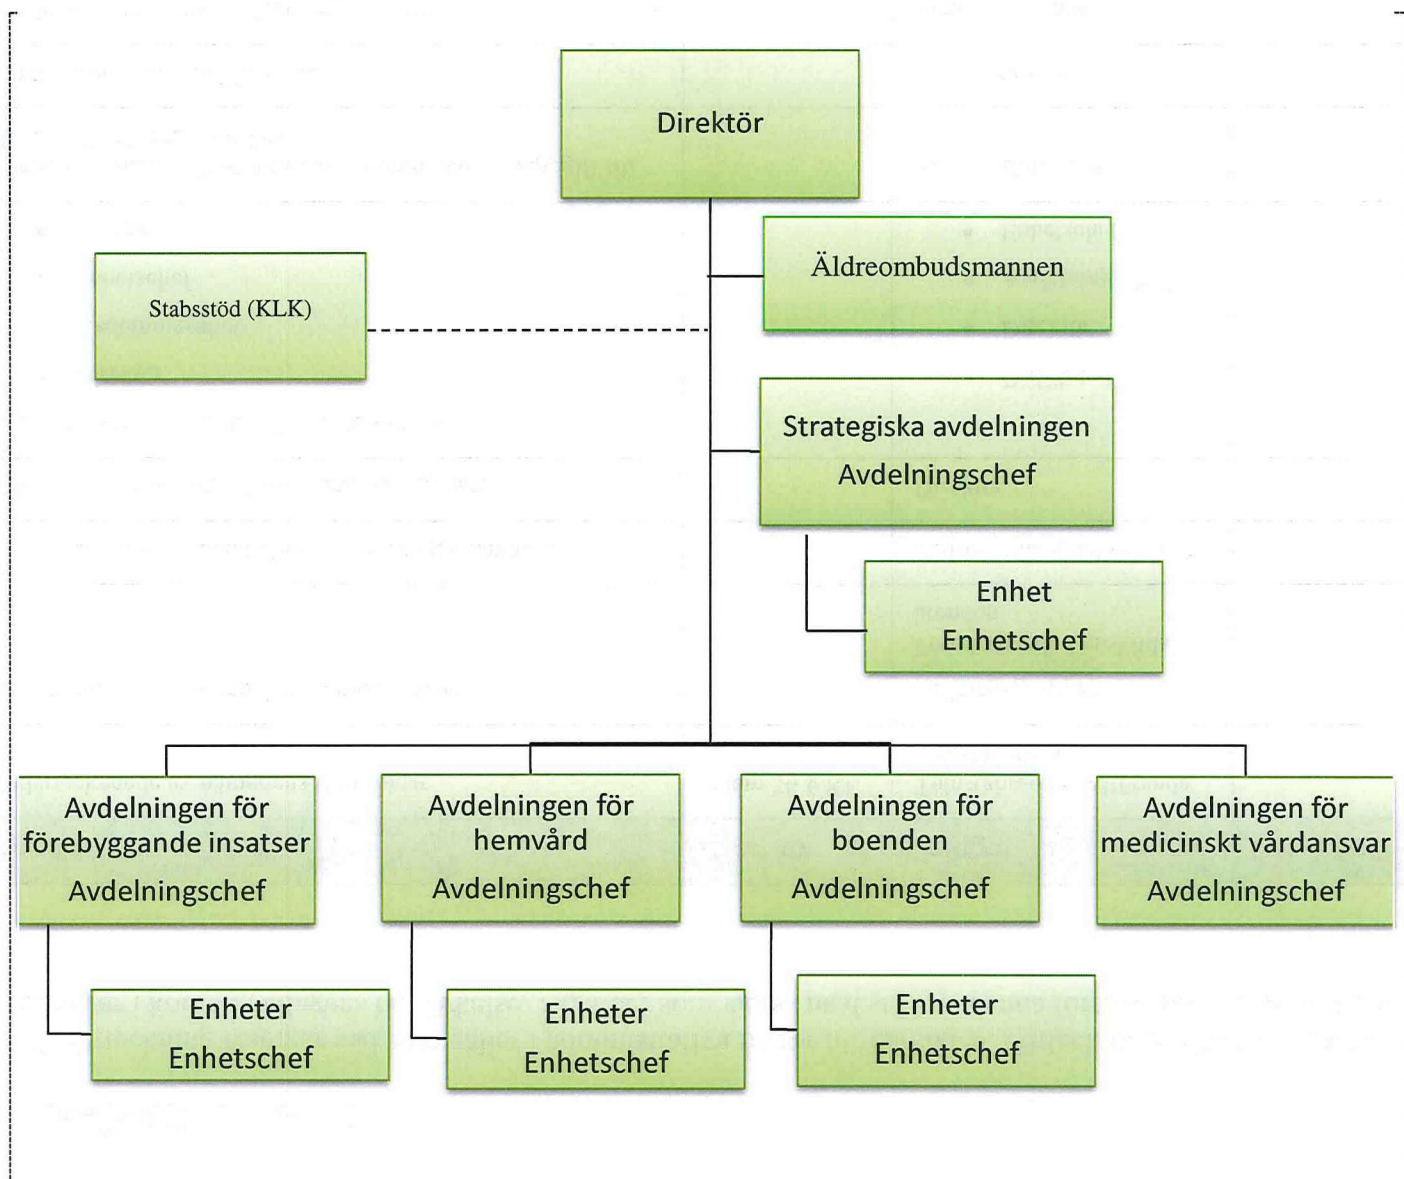 Direktör
Äldreombudsmannen
Stabsstöd (KLK)
Strategiska avdelningen
Avdelningschef
Enhet
Enhetschef
Avdelningen för
förebyggande insatser
Avdelningschef
Avdelningen för
hemvård
Avdelningschef
Avdelningen för
boenden
Avdelningschef
Avdelningen för
medicinskt vårdansvar
Avdelningschef
Enheter
Enhetschef
Enheter
Enhetschef
Enheter
Enhetschef